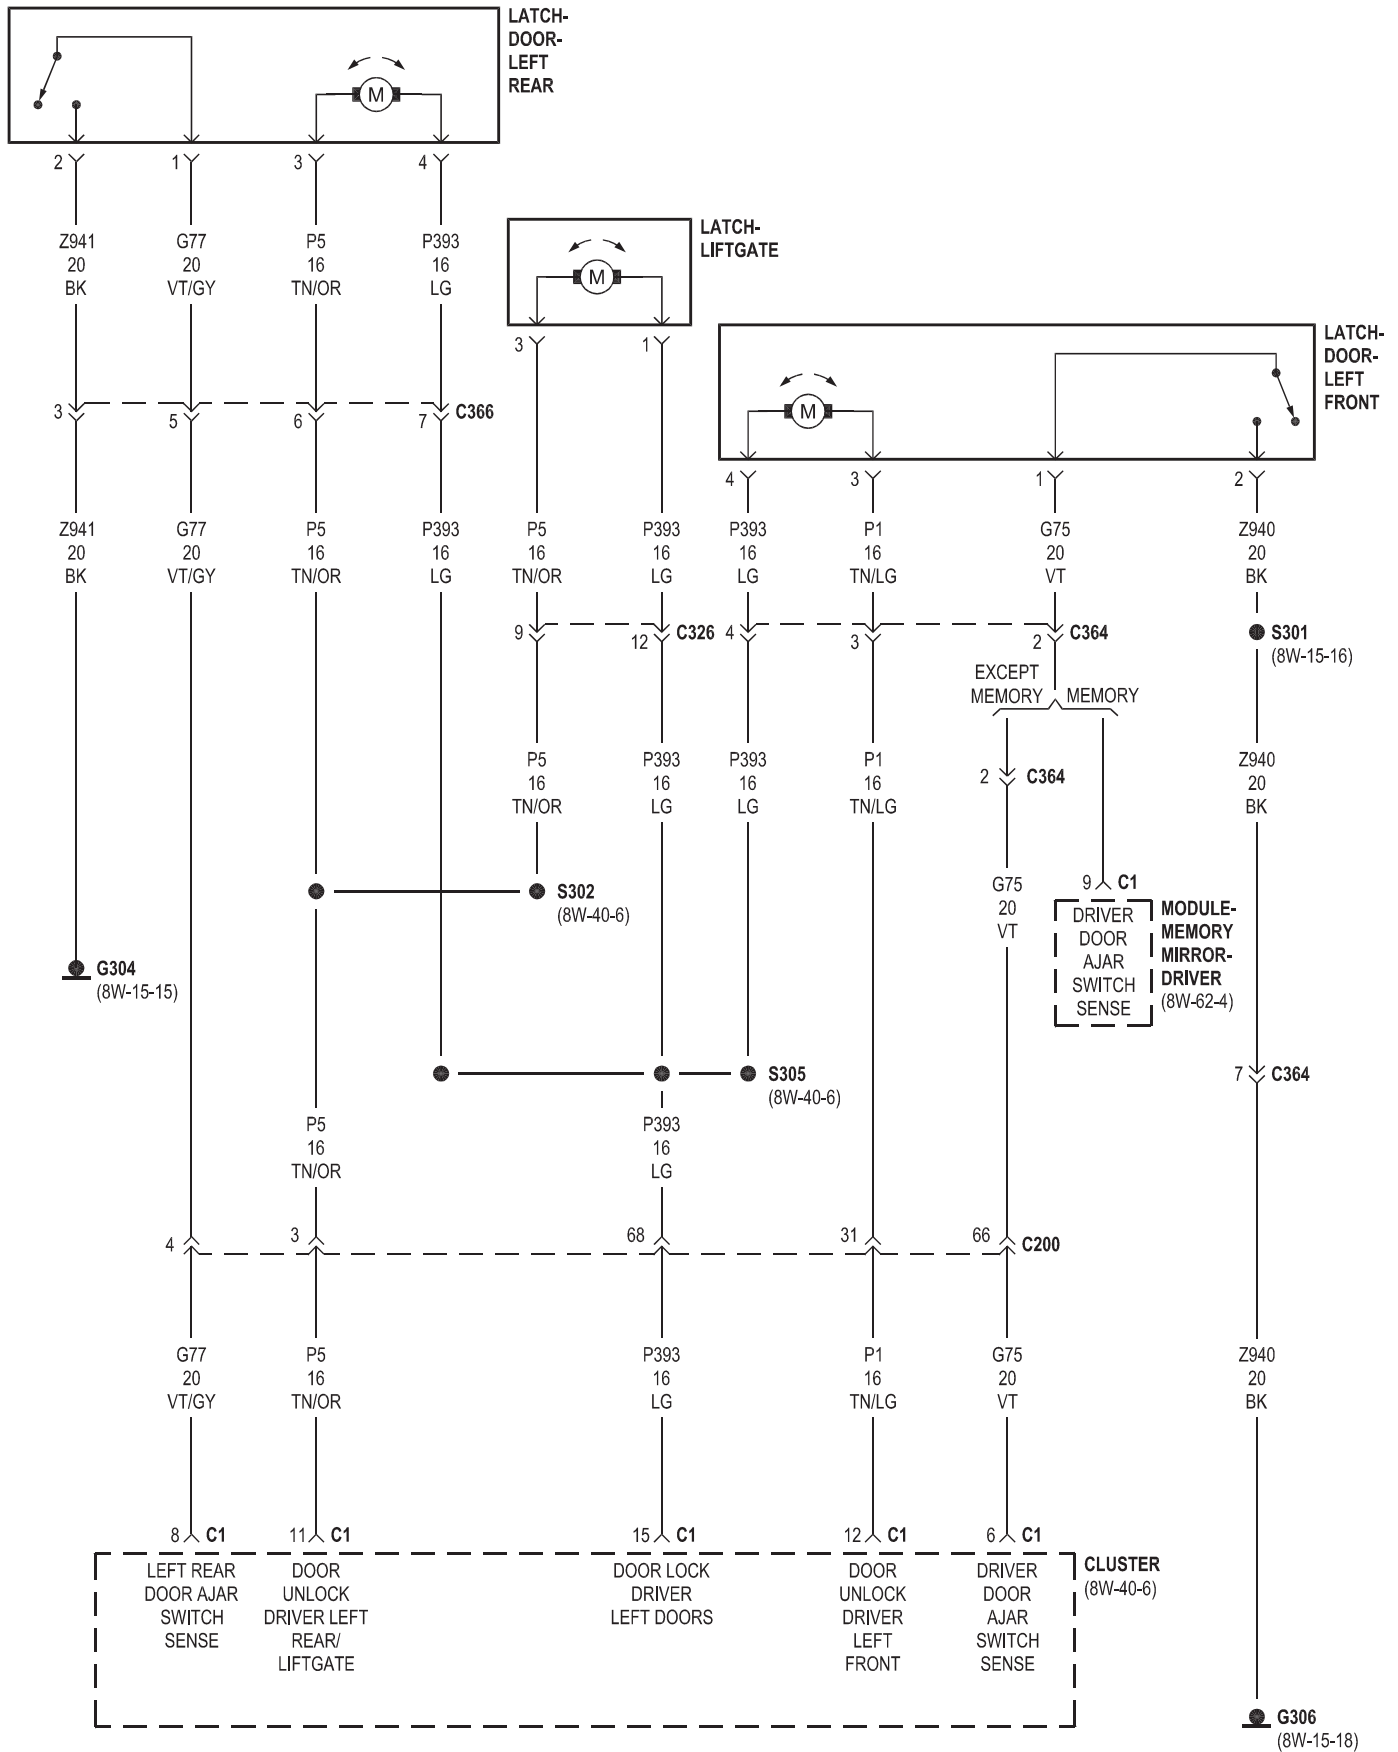 LATCH-
DOOR-
LEFT
REAR
M
2 1 3 4
Z941 G77 P5 P393
20 20 16 16
BK VT/GY TN/OR LG
LATCH-
LIFTGATE
M
3 1
LATCH-
DOOR-
LEFT
FRONT
M
3 5 6 7 C366
4 3 1 2
Z941 G77 P5 P393 P5 P393 P393 P1 G75 Z940
20 20 16 16 16 16 16 16 20 20
BK VT/GY TN/OR LG TN/OR LG LG TN/LG VT BK
9 12 C326 4 3 2 C364 S301
(8W-15-16)
EXCEPT
MEMORY MEMORY
P5 P393 P393 P1 Z940
16 16 16 16 20
TN/OR LG LG TN/LG BK
2 C364
S302
(8W-40-6)
G75
20
VT
9 C1
DRIVER
DOOR
AJAR
SWITCH
SENSE
MODULE-
MEMORY
MIRROR-
DRIVER
(8W-62-4)
G304
(8W-15-15)
S305
(8W-40-6)
7 C364
P5 P393
16 16
TN/OR LG
4 3 68 31 66 C200
G77 P5 P393 P1 G75 Z940
20 16 16 16 20 20
VT/GY TN/OR LG TN/LG VT BK
8 C1 11 C1 15 C1 12 C1 6 C1
LEFT REAR
DOOR AJAR
SWITCH
SENSE
DOOR
UNLOCK
DRIVER LEFT
REAR/
LIFTGATE
DOOR LOCK
DRIVER
LEFT DOORS
DOOR
UNLOCK
DRIVER
LEFT
FRONT
DRIVER
DOOR
AJAR
SWITCH
SENSE
CLUSTER
(8W-40-6)
G306
(8W-15-18)